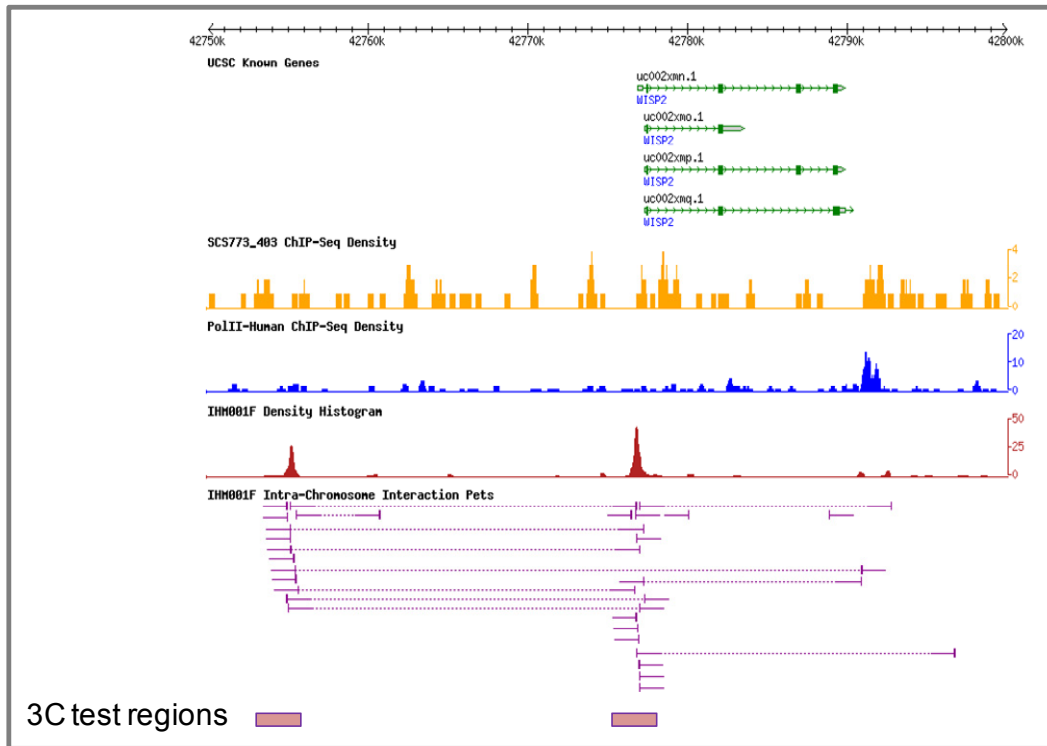 42750k 42760k 42770k 42780k 42790k 42800k
UCSC Known Genes
uc002xmn.1
WISP2
uc002xmo.1
WISP2
uc002xmp.1
WISP2
uc002xmq.1
WISP2
SCS773_403 ChIP-Seq Density
4
2
0
PolII-Human ChIP-Seq Density
20
10
0
IHM001F Density Histogram
50
25
0
IHM001F Intra-Chromosome Interaction Pets
3C test regions